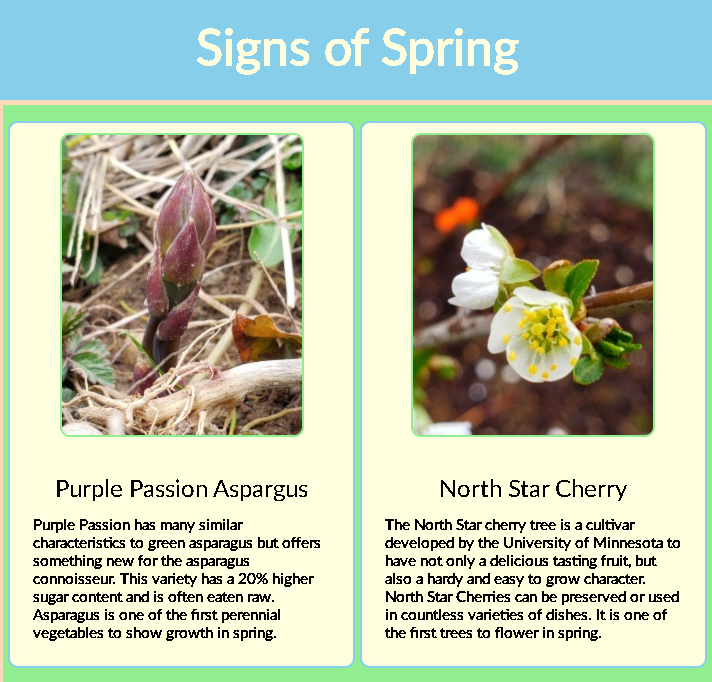 Signs of Spring
Purple Passion Aspargus
Purple Passion has many similar
characteristics to green asparagus but offers
something new for the asparagus
connoisseur. This variety has a 20% higher
sugar content and is often eaten raw.
Asparagus is one of the first perennial
vegetables to show growth in spring.
North Star Cherry
The North Star cherry tree is a cultivar
developed by the University of Minnesota to
have not only a delicious tasting fruit, but
also a hardy and easy to grow character.
North Star Cherries can be preserved or used
in countless varieties of dishes. It is one of
the first trees to flower in spring.